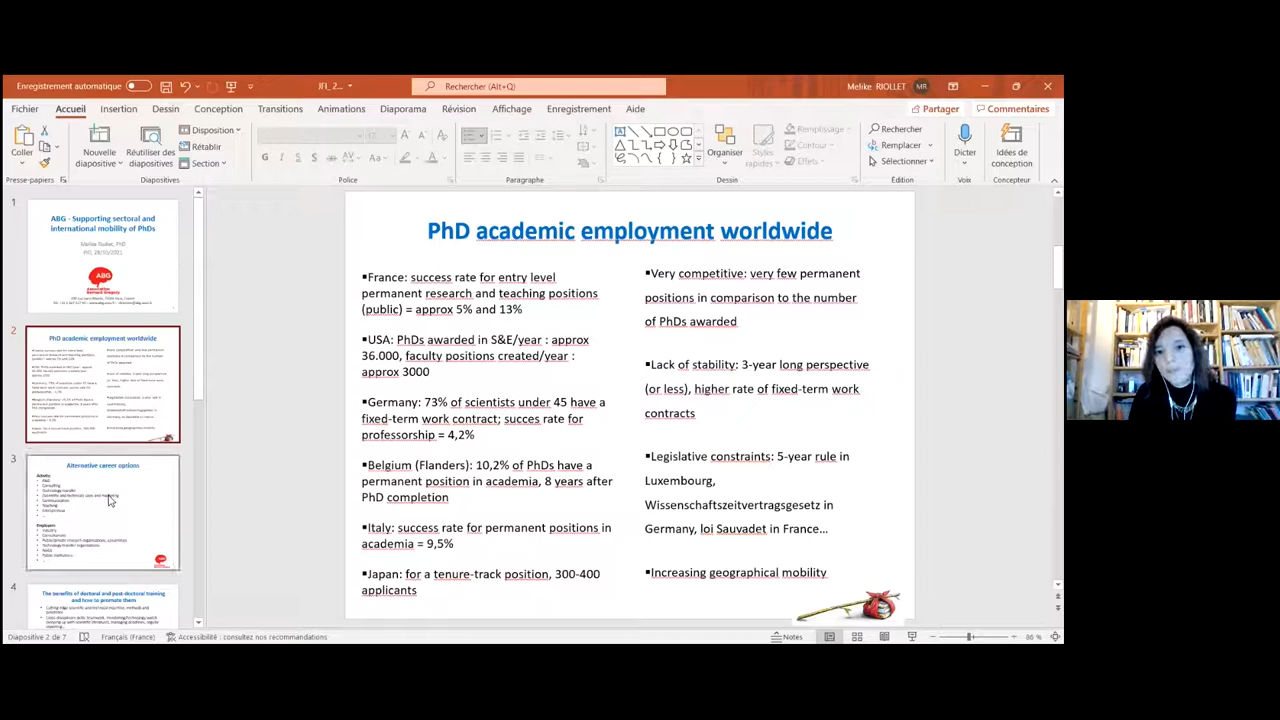 Enregistrement automatique
JFI_2...
Rechercher (Alt+Q)
Melike RIOLLET
MR
Fichier
Accueil
Insertion
Dessin
Conception
Transitions
Animations
Diaporama
Révision
Affichage
Enregistrement
Aide
Partager
Commentaires
Coller
Nouvelle
diapositive
Réutiliser des
diapositives
Disposition
Rétablir
Section
G I S S
Aa
Organiser
Styles
rapides
Remplissage
Contour
Effets
Rechercher
Remplacer
Sélectionner
Dicter
Idées de
conception
Presse-papiers
Diapositives
Police
Paragraphe
Dessin
Édition
Voix
Concepteur
1
ABG - Supporting sectoral and
international mobility of PhDs
ABG
2
PhD academic employment worldwide
3
Alternative career options
4
The benefits of doctoral and post-doctoral training
and how to promote them
PhD academic employment worldwide
▪France: success rate for entry level
permanent research and teaching positions
(public) = approx 5% and 13%
▪USA: PhDs awarded in S&E/year : approx
36.000, faculty positions created/year :
approx 3000
▪Germany: 73% of scientists under 45 have a
fixed-term work contract; succes rate for
professorship = 4,2%
▪Belgium (Flanders): 10,2% of PhDs have a
permanent position in academia, 8 years after
PhD completion
▪Italy: success rate for permanent positions in
academia = 9,5%
▪Japan: for a tenure-track position, 300-400
applicants
▪Very competitive: very few permanent
positions in comparison to the number
of PhDs awarded
▪Lack of stability: 3 yearlong perspective
(or less), higher rate of fixed-term work
contracts
▪Legislative constraints: 5-year rule in
Luxembourg,
Wissenschaftszeitvertragsgesetz in
Germany, loi Sauvadet in France...
▪Increasing geographical mobility
Diapositive 2 de 7
Français (France)
Accessibilité : consultez nos recommandations
Notes
86 %